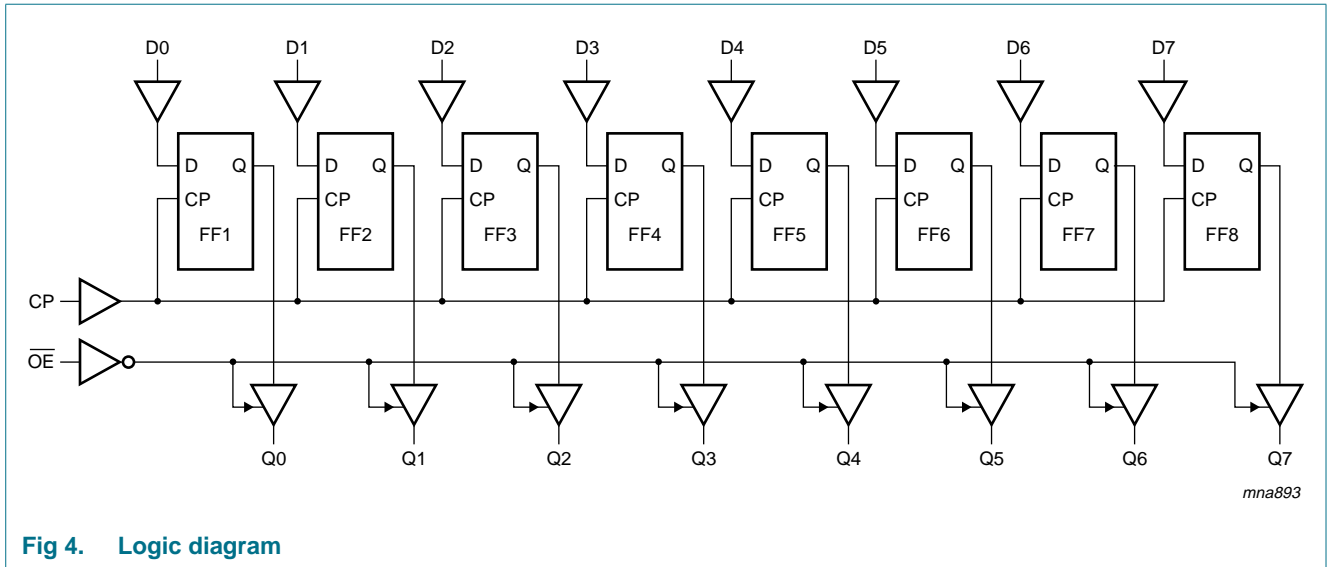 D0 D1 D2 D3 D4 D5 D6 D7
D Q D Q D Q D Q D Q D Q D Q D Q
CP CP CP CP CP CP CP CP
FF1 FF2 FF3 FF4 FF5 FF6 FF7 FF8
CP
O̅E̅
Q0 Q1 Q2 Q3 Q4 Q5 Q6 Q7
mna893
Fig 4. Logic diagram